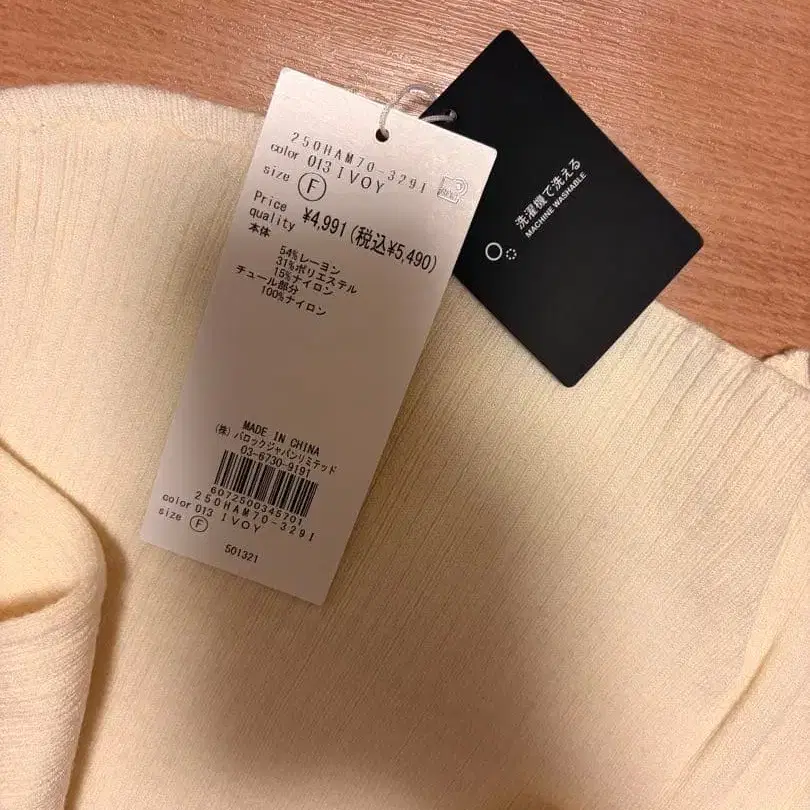 250HAM70-329I
color 013 IVOY
size F
Price ¥4,991(税込¥5,490)
quality
本体
54%レーヨン
31%ポリエステル
15%ナイロン
チュール部分
100%ナイロン
MADE IN CHINA
(株)バロックジャパンリミテッド
03-6730-9191
6072500345701
250HAM70-329I
color 013 IVOY
size F
501321
洗濯機で洗える
MACHINE WASHABLE